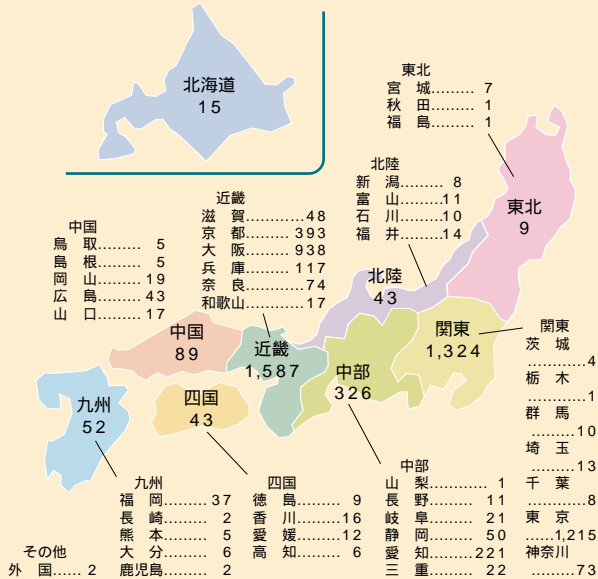 北海道
15
東北
宮 城......... 7
秋 田......... 1
福 島......... 1
北陸
新 潟......... 8
富 山.........11
石 川.........10
福 井.........14
近畿
滋 賀............48
京 都.........393
大 阪.........938
兵 庫.........117
奈 良............74
和歌山.........17
中国
鳥 取......... 5
島 根......... 5
岡 山.........19
広 島.........43
山 口.........17
東北
9
北陸
43
関東
1,324
中国
89
近畿
1,587
中部
326
九州
52
四国
43
関東
茨 城
............4
栃 木
............1
群 馬
.........10
埼 玉
.........13
千 葉
............8
東 京
......1,215
神奈川
.........73
九州
福 岡.........37
長 崎......... 2
熊 本......... 5
大 分......... 6
鹿児島......... 2
四国
徳 島......... 9
香 川.........16
愛 媛.........12
高 知......... 6
中部
山 梨............ 1
長 野......... 11
岐 阜......... 21
静 岡......... 50
愛 知.........221
三 重......... 22
その他
外 国...... 2